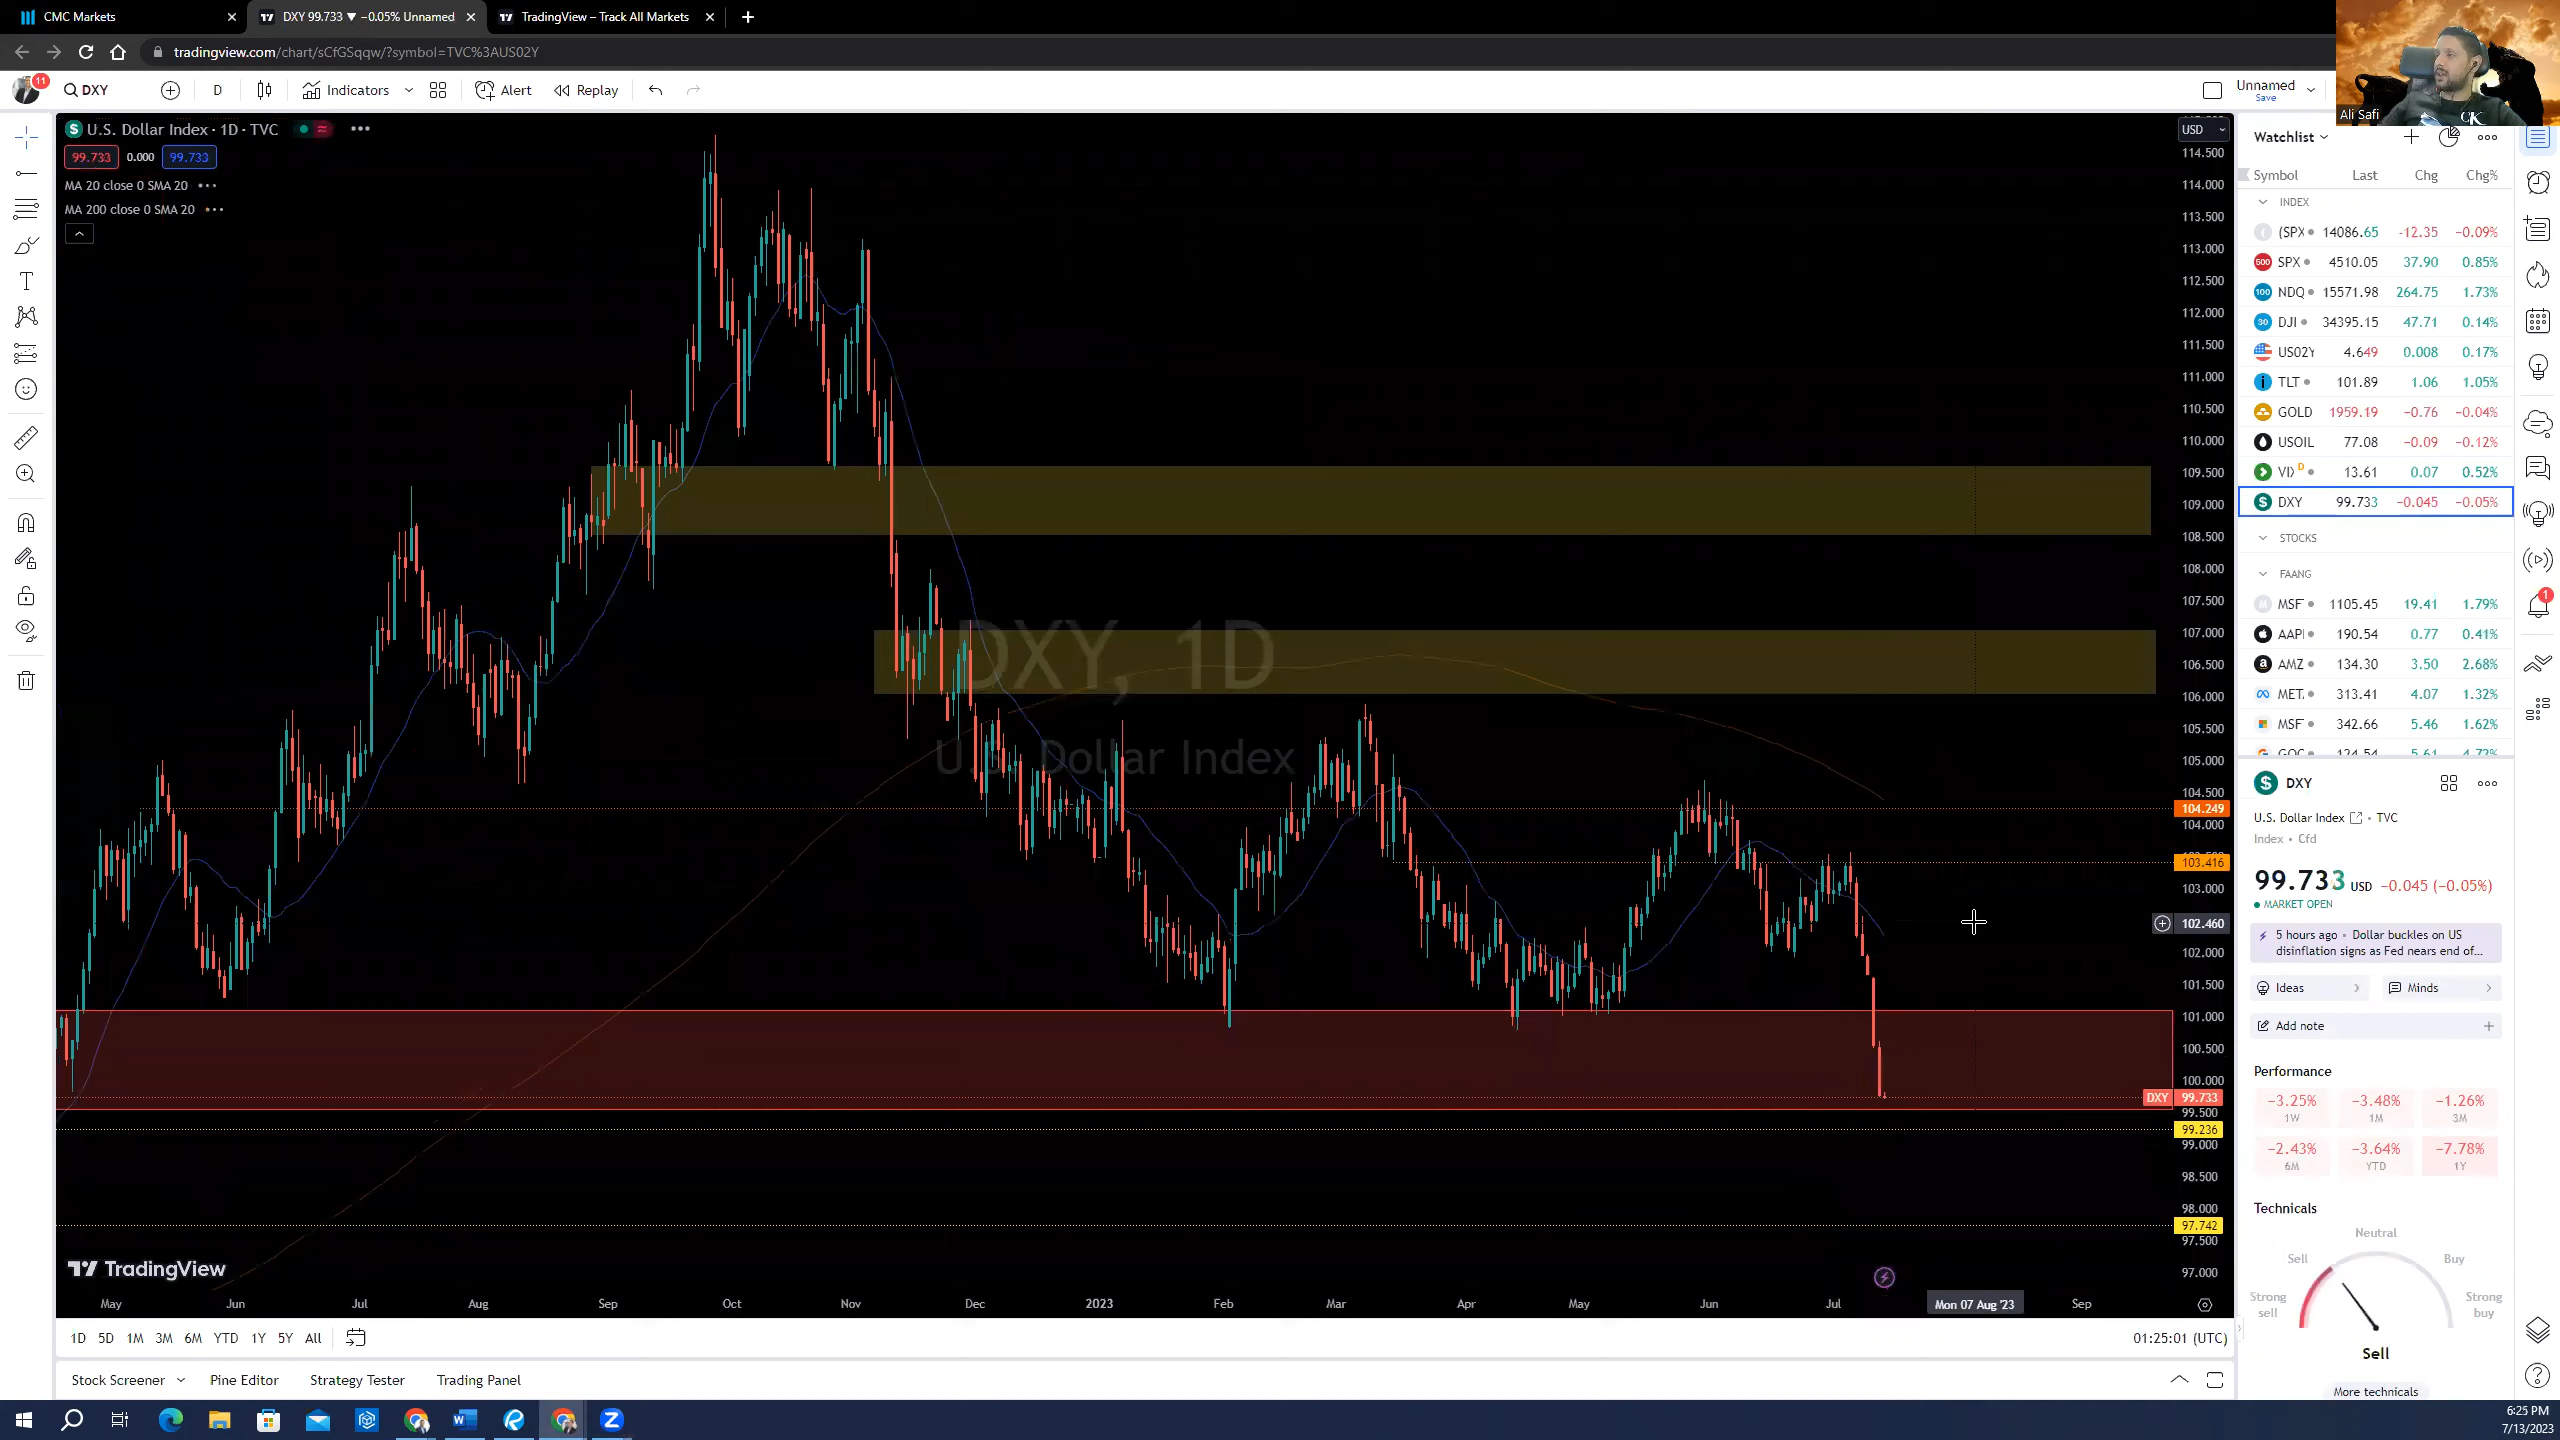 CMC Markets
DXY 99.733 ▼ −0.05% Unnamed
TradingView – Track All Markets
tradingview.com/chart/sCfGSqqw/?symbol=TVC%3AUS02Y
11
DXY
D
Indicators
Alert
Replay
Unnamed
Save
Ali Safi
U.S. Dollar Index · 1D · TVC
99.733 0.000 99.733
MA 20 close 0 SMA 20
MA 200 close 0 SMA 20
DXY, 1D
U.S. Dollar Index
USD
114.500
114.000
113.500
113.000
112.500
112.000
111.500
111.000
110.500
110.000
109.500
109.000
108.500
108.000
107.500
107.000
106.500
106.000
105.500
105.000
104.500
104.249
104.000
103.416
103.000
102.460
102.000
101.500
101.000
100.500
100.000
DXY 99.733
99.500
99.236
99.000
98.500
98.000
97.742
97.500
97.000
TradingView
May Jun Jul Aug Sep Oct Nov Dec 2023 Feb Mar Apr May Jun Jul Mon 07 Aug '23 Sep
1D 5D 1M 3M 6M YTD 1Y 5Y All
01:25:01 (UTC)
Stock Screener Pine Editor Strategy Tester Trading Panel
Watchlist
Symbol Last Chg Chg%
INDEX
(SPX 14086.65 -12.35 −0.09%
SPX 4510.05 37.90 0.85%
NDQ 15571.98 264.75 1.73%
DJI 34395.15 47.71 0.14%
US02Y 4.649 0.008 0.17%
TLT 101.89 1.06 1.05%
GOLD 1959.19 −0.76 −0.04%
USOIL 77.08 −0.09 −0.12%
VIX D 13.61 0.07 0.52%
DXY 99.733 −0.045 −0.05%
STOCKS
FAANG
MSF 1105.45 19.41 1.79%
AAPL 190.54 0.77 0.41%
AMZ 134.30 3.50 2.68%
MET. 313.41 4.07 1.32%
MSF 342.66 5.46 1.62%
GOC 124.54 5.61 4.72%
1
DXY
U.S. Dollar Index • TVC
Index • Cfd
99.733 USD −0.045 (−0.05%)
MARKET OPEN
5 hours ago • Dollar buckles on US
disinflation signs as Fed nears end of...
Ideas
Minds
Add note
Performance
−3.25% −3.48% −1.26%
1W 1M 3M
−2.43% −3.64% −7.78%
6M YTD 1Y
Technicals
Neutral
Sell Buy
Strong sell
Strong buy
Sell
More technicals
6:25 PM
7/13/2023